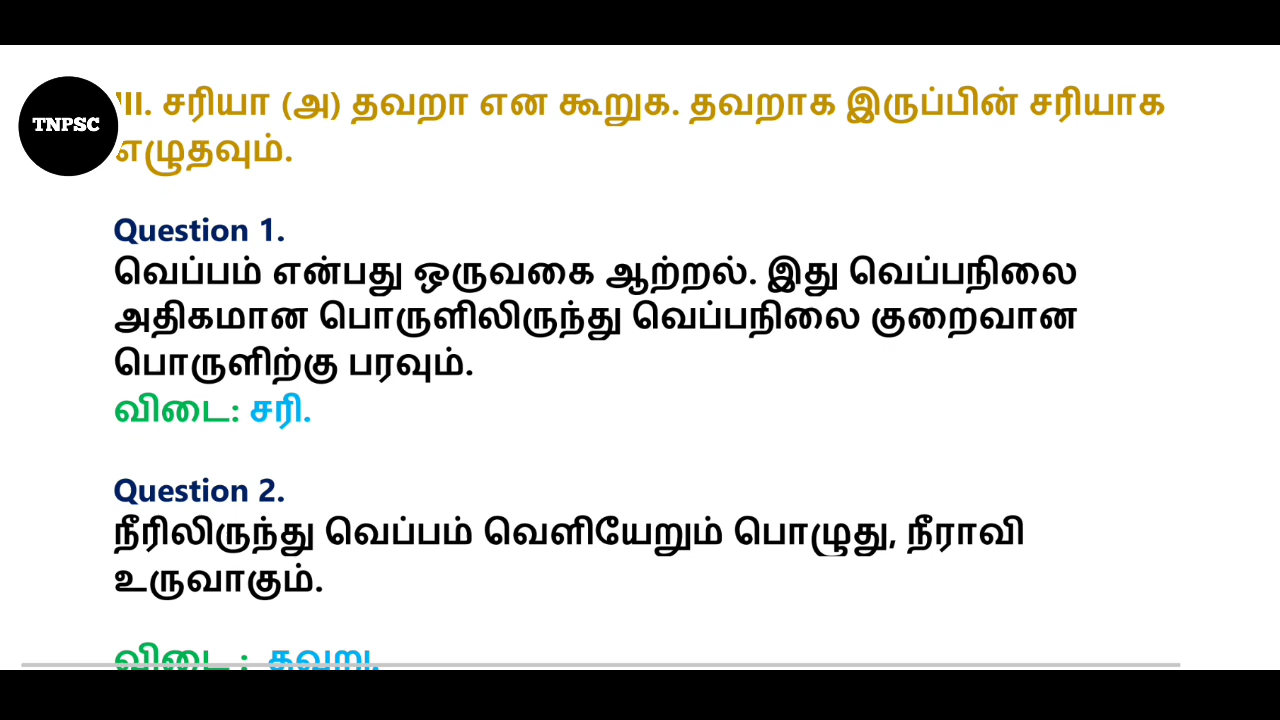 TNPSC
III. சரியா (அ) தவறா என கூறுக. தவறாக இருப்பின் சரியாக
எழுதவும்.
Question 1.
வெப்பம் என்பது ஒருவகை ஆற்றல். இது வெப்பநிலை
அதிகமான பொருளிலிருந்து வெப்பநிலை குறைவான
பொருளிற்கு பரவும்.
விடை: சரி.
Question 2.
நீரிலிருந்து வெப்பம் வெளியேறும் பொழுது, நீராவி
உருவாகும்.
விடை : தவறு.